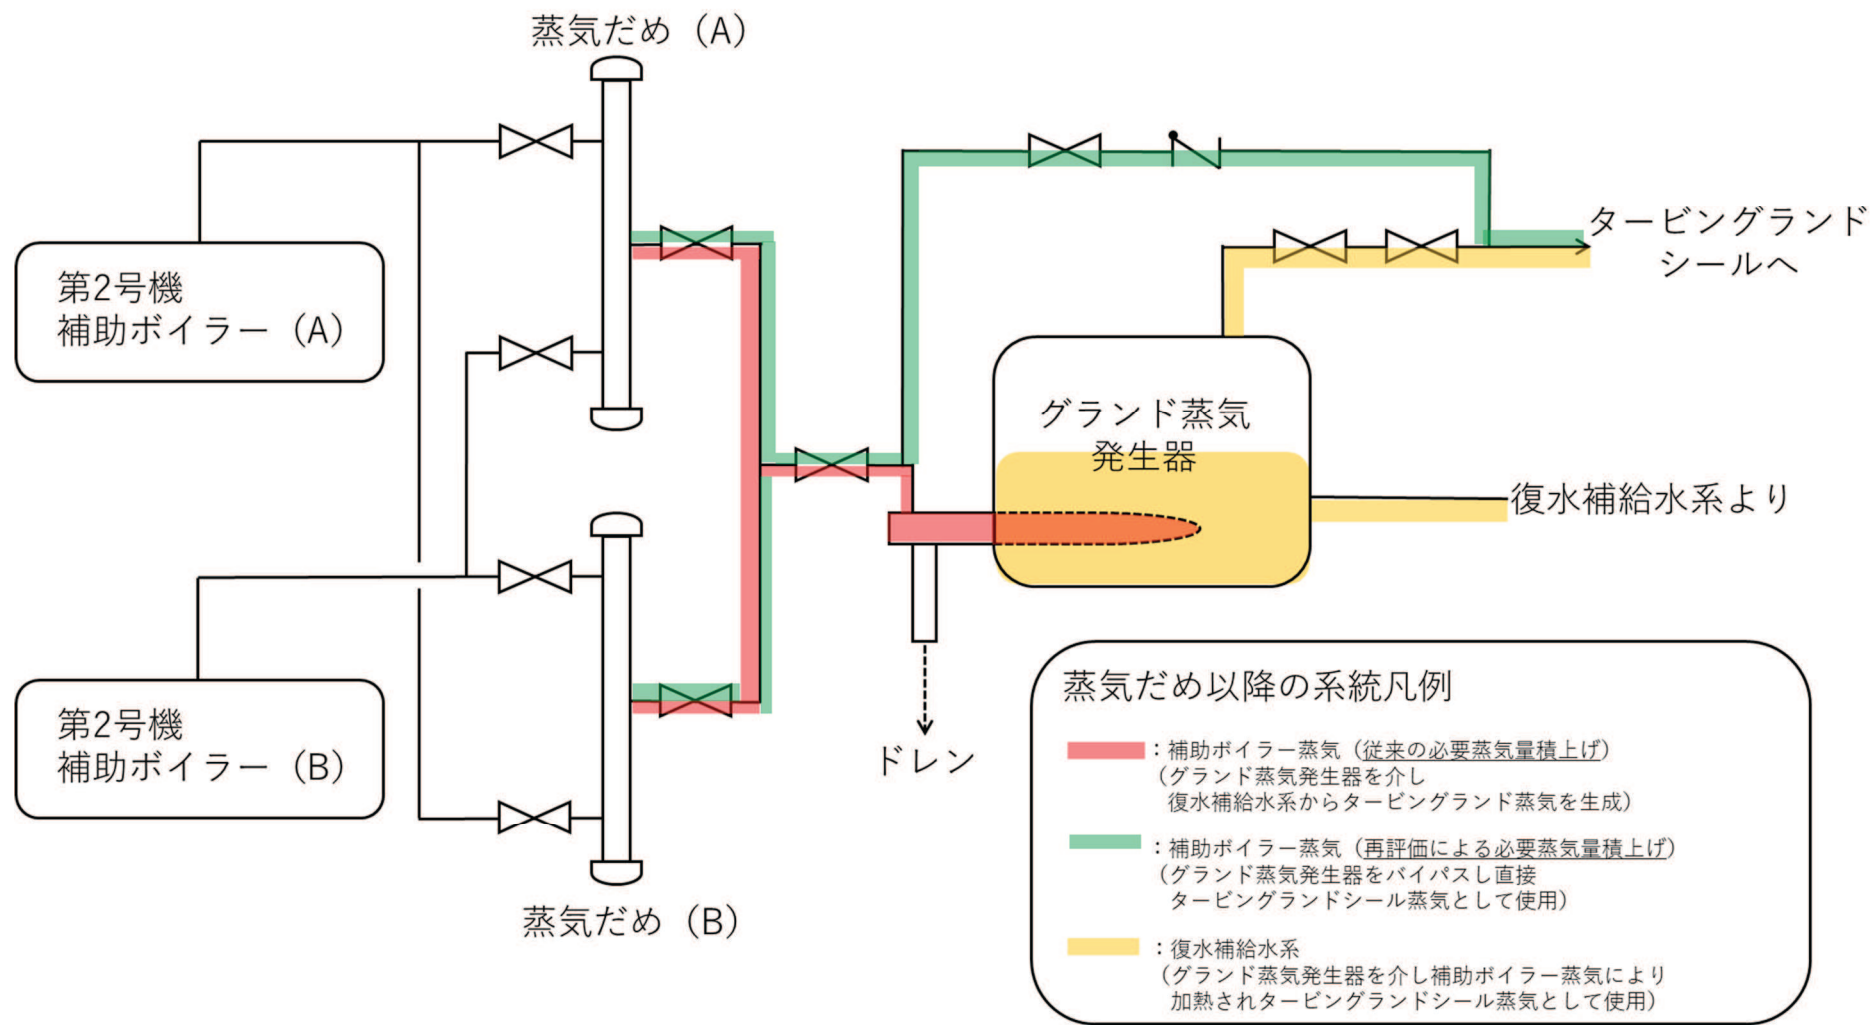 蒸気だめ（A）
タービングランド
シールへ
第2号機
補助ボイラー（A）
グランド蒸気
発生器
復水補給水系より
第2号機
補助ボイラー（B）
ドレン
蒸気だめ（B）
蒸気だめ以降の系統凡例
：補助ボイラー蒸気（従来の必要蒸気量積上げ）
（グランド蒸気発生器を介し
復水補給水系からタービングランド蒸気を生成）
：補助ボイラー蒸気（再評価による必要蒸気量積上げ）
（グランド蒸気発生器をバイパスし直接
タービングランドシール蒸気として使用）
：復水補給水系
（グランド蒸気発生器を介し補助ボイラー蒸気により
加熱されタービングランドシール蒸気として使用）